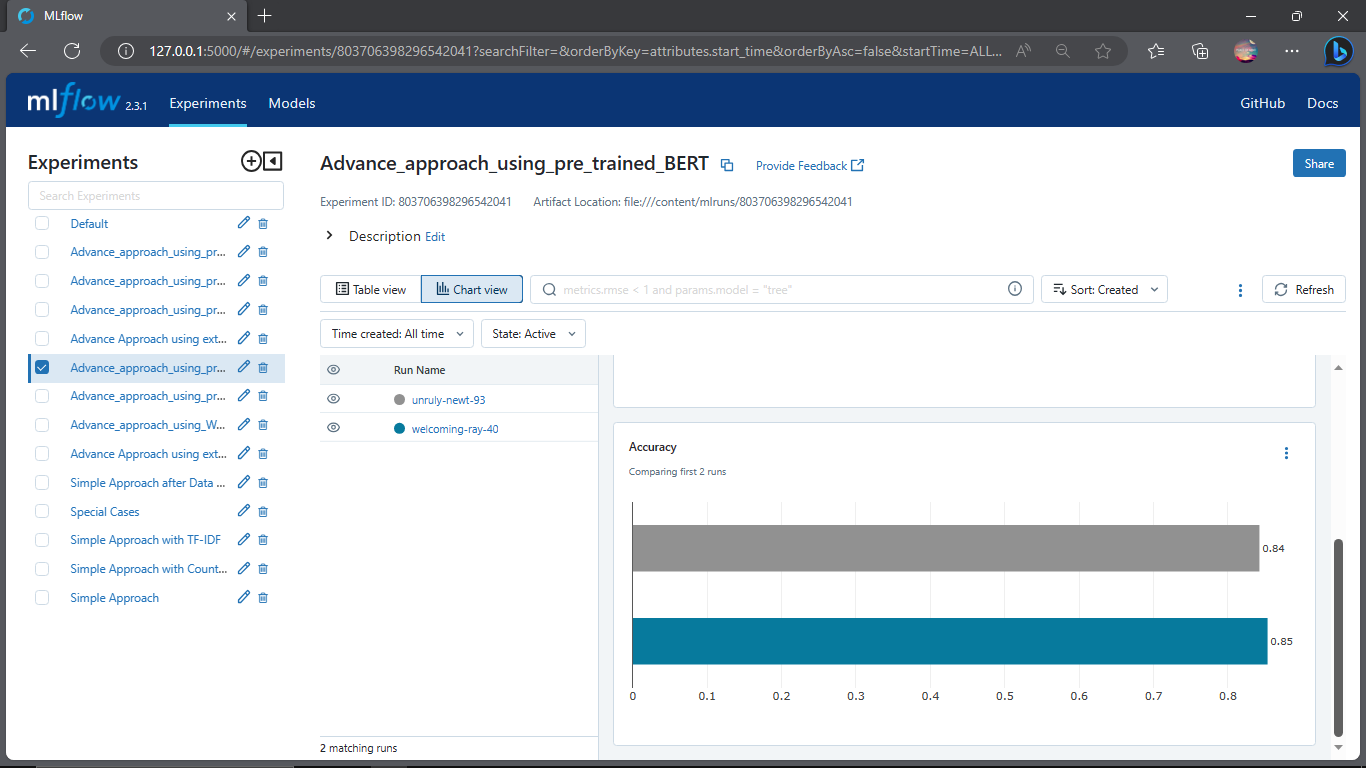 MLflow
127.0.0.1:5000/#/experiments/803706398296542041?searchFilter=&orderByKey=attributes.start_time&orderByAsc=false&startTime=ALL...
mlflow 2.3.1 Experiments Models GitHub Docs
Experiments
Search Experiments
Default
Advance_approach_using_pr...
Advance_approach_using_pr...
Advance_approach_using_pr...
Advance Approach using ext...
Advance_approach_using_pr...
Advance_approach_using_pr...
Advance_approach_using_W...
Advance Approach using ext...
Simple Approach after Data ...
Special Cases
Simple Approach with TF-IDF
Simple Approach with Count...
Simple Approach
Advance_approach_using_pre_trained_BERT Provide Feedback Share
Experiment ID: 803706398296542041 Artifact Location: file:///content/mlruns/803706398296542041
Description Edit
Table view Chart view metrics.rmse < 1 and params.model = "tree" Sort: Created Refresh
Time created: All time State: Active
Run Name
unruly-newt-93
welcoming-ray-40
2 matching runs
Accuracy
Comparing first 2 runs
0.84
0.85
0 0.1 0.2 0.3 0.4 0.5 0.6 0.7 0.8